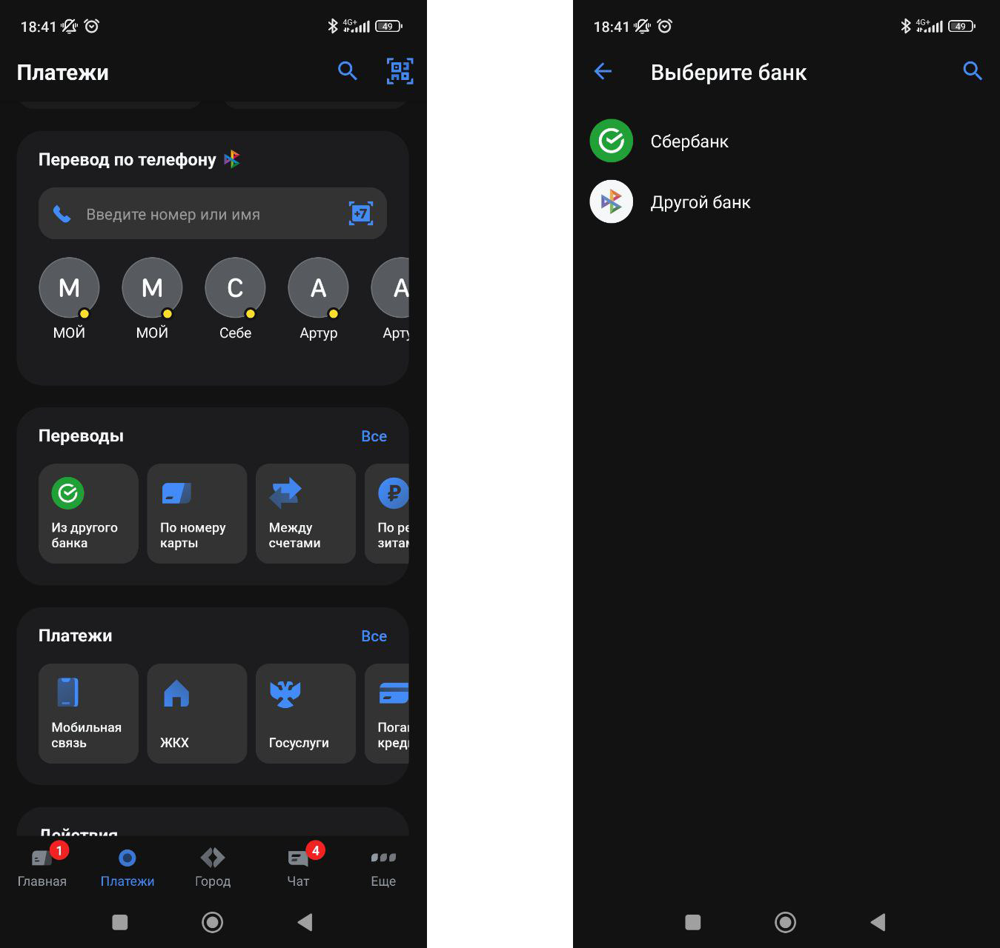 18:41
4G+
49
Платежи
Перевод по телефону
Введите номер или имя
+7
М
М
С
А
А
МОЙ
МОЙ
Себе
Артур
Арту
Переводы
Все
Из другого
банка
По номеру
карты
Между
счетами
По ре
зитам
Платежи
Все
Мобильная
связь
ЖКХ
Госуслуги
Пога
кред
Действия
1
4
Главная
Платежи
Город
Чат
Еще
18:41
4G+
49
Выберите банк
Сбербанк
Другой банк